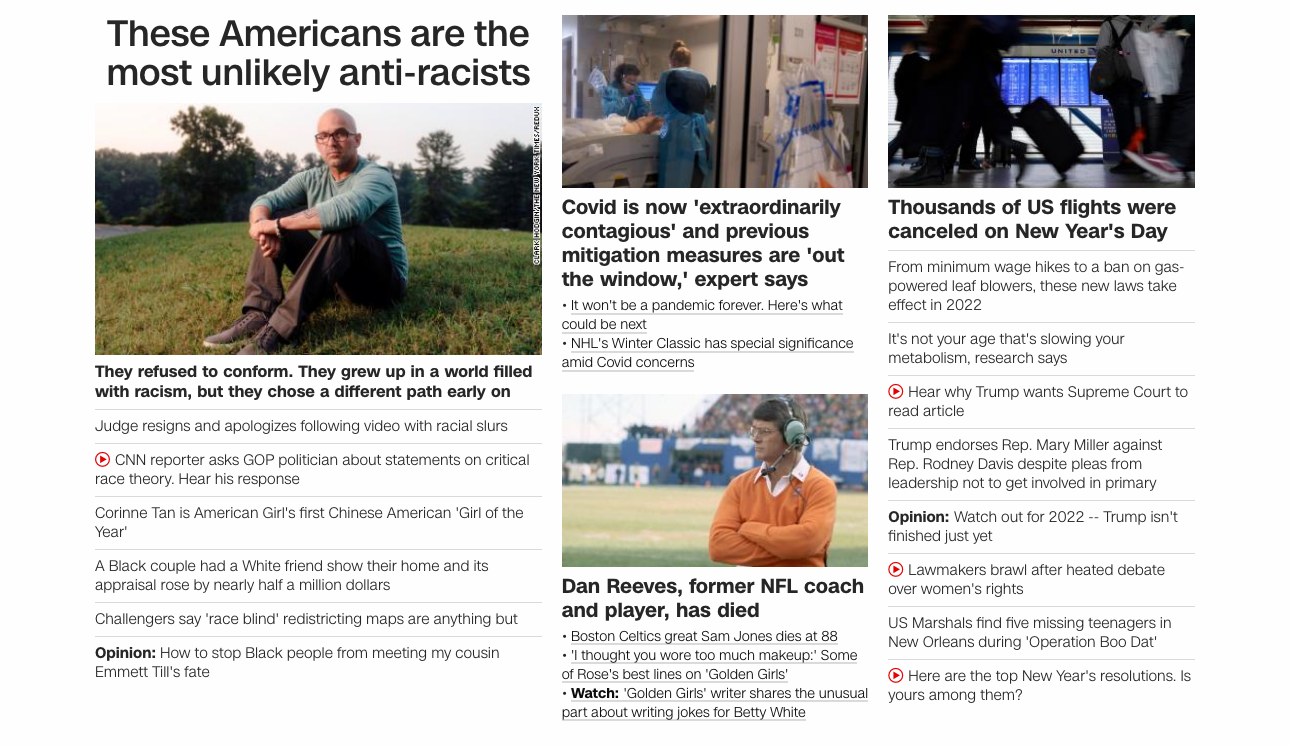 These Americans are the
most unlikely anti-racists
CLARK HODGIN/THE NEW YORK TIMES/REDUX
They refused to conform. They grew up in a world filled
with racism, but they chose a different path early on
Judge resigns and apologizes following video with racial slurs
CNN reporter asks GOP politician about statements on critical
race theory. Hear his response
Corinne Tan is American Girl's first Chinese American 'Girl of the
Year'
A Black couple had a White friend show their home and its
appraisal rose by nearly half a million dollars
Challengers say 'race blind' redistricting maps are anything but
Opinion: How to stop Black people from meeting my cousin
Emmett Till's fate
Covid is now 'extraordinarily
contagious' and previous
mitigation measures are 'out
the window,' expert says
• It won't be a pandemic forever. Here's what
could be next
• NHL's Winter Classic has special significance
amid Covid concerns
Dan Reeves, former NFL coach
and player, has died
• Boston Celtics great Sam Jones dies at 88
• 'I thought you wore too much makeup:' Some
of Rose's best lines on 'Golden Girls'
• Watch: 'Golden Girls' writer shares the unusual
part about writing jokes for Betty White
UNITED
Thousands of US flights were
canceled on New Year's Day
From minimum wage hikes to a ban on gas-
powered leaf blowers, these new laws take
effect in 2022
It's not your age that's slowing your
metabolism, research says
Hear why Trump wants Supreme Court to
read article
Trump endorses Rep. Mary Miller against
Rep. Rodney Davis despite pleas from
leadership not to get involved in primary
Opinion: Watch out for 2022 -- Trump isn't
finished just yet
Lawmakers brawl after heated debate
over women's rights
US Marshals find five missing teenagers in
New Orleans during 'Operation Boo Dat'
Here are the top New Year's resolutions. Is
yours among them?